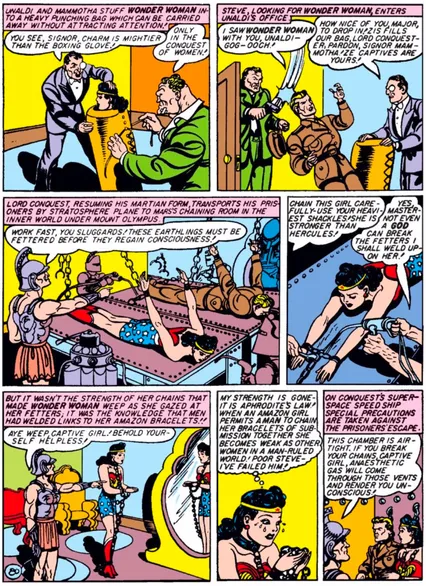 UNALDI AND MAMMOTHA STUFF WONDER WOMAN IN-
TO A HEAVY PUNCHING BAG WHICH CAN BE CARRIED
AWAY WITHOUT ATTRACTING ATTENTION!
YOU SEE, SIGNOR, CHARM IS MIGHTIER
THAN THE BOXING GLOVE!
ONLY
IN THE
CONQUEST
OF WOMEN!
STEVE, LOOKING FOR WONDER WOMAN, ENTERS
UNALDI'S OFFICE
I SAW WONDER WOMAN
WITH YOU, UNALDI-
GOG-OOCH!
HOW NICE OF YOU, MAJOR,
TO DROP IN! ZIS FILLS
OUR BAG, LORD CONQUEST-
ER, PARDON, SIGNOR MAM-
MOTHA! ZE CAPTIVES ARE
YOURS!
LORD CONQUEST, RESUMING HIS MARTIAN FORM, TRANSPORTS HIS PRIS-
ONERS BY STRATOSPHERE PLANE TO MARS'S CHAINING ROOM IN THE
INNER WORLD UNDER MOUNT OLYMPUS
WORK FAST, YOU SLUGGARDS! THESE EARTHLINGS MUST BE
FETTERED BEFORE THEY REGAIN CONSCIOUSNESS!
CHAIN THIS GIRL CARE-
FULLY-USE YOUR HEAVI-
EST SHACKLES! SHE IS
STRONGER THAN
HERCULES!
YES,
MASTER-
NOT EVEN
A GOD
CAN BREAK
THE FETTERS I
SHALL WELD UP-
ON HER!
BUT IT WASN'T THE STRENGTH OF HER CHAINS THAT
MADE WONDER WOMAN WEEP AS SHE GAZED AT
HER FETTERS, IT WAS THE KNOWLEDGE THAT MEN
HAD WELDED LINKS TO HER AMAZON BRACELETS!
AYE WEEP, CAPTIVE GIRL! BEHOLD YOUR-
SELF HELPLESS!
MY STRENGTH IS GONE-
IT IS APHRODITE'S LAW!
WHEN AN AMAZON GIRL
PERMITS A MAN TO CHAIN
HER BRACELETS OF SUB-
MISSION TOGETHER SHE
BECOMES WEAK AS OTHER
WOMEN IN A MAN-RULED
WORLD! POOR STEVE-
I'VE FAILED HIM!
ON CONQUEST'S SUPER-
SPACE SPEED SHIP
SPECIAL PRECAUTIONS
ARE TAKEN AGAINST
THE PRISONERS' ESCAPE.
THIS CHAMBER IS AIR-
TIGHT. IF YOU BREAK
YOUR CHAINS, CAPTIVE
GIRL, ANAESTHETIC
GAS WILL COME
THROUGH THOSE VENTS
AND RENDER YOU UN-
CONSCIOUS!